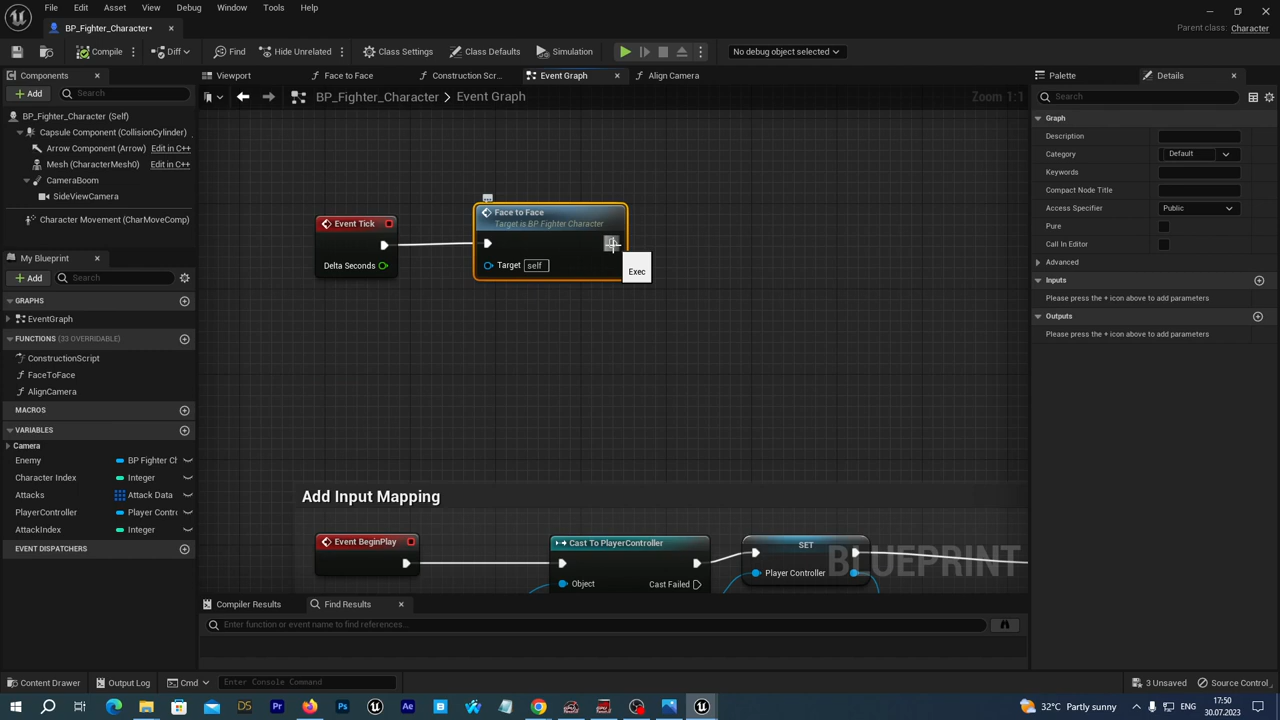 File Edit Asset View Debug Window Tools Help
BP_Fighter_Character*
Parent class: Character
Compile Diff Find Hide Unrelated Class Settings Class Defaults Simulation No debug object selected
Components
Add Search
BP_Fighter_Character (Self)
Capsule Component (CollisionCylinder)
Arrow Component (Arrow) Edit in C++
Mesh (CharacterMesh0) Edit in C++
CameraBoom
SideViewCamera
Character Movement (CharMoveComp)
My Blueprint
Add Search
GRAPHS
EventGraph
FUNCTIONS (33 OVERRIDABLE)
ConstructionScript
FaceToFace
AlignCamera
MACROS
VARIABLES
Camera
Enemy BP Fighter Ch
Character Index Integer
Attacks Attack Data
PlayerController Player Contro
AttackIndex Integer
EVENT DISPATCHERS
Viewport Face to Face Construction Scr... Event Graph Align Camera
BP_Fighter_Character > Event Graph Zoom 1:1
Event Tick
Delta Seconds
Face to Face
Target is BP Fighter Character
Target self
Exec
Add Input Mapping
Event BeginPlay
Cast To PlayerController
Object Cast Failed
SET
Player Controller
BLUEPRINT
Compiler Results Find Results
Enter function or event name to find references...
Palette Details
Search
Graph
Description
Category Default
Keywords
Compact Node Title
Access Specifier Public
Pure
Call In Editor
Advanced
Inputs
Please press the + icon above to add parameters
Outputs
Please press the + icon above to add parameters
Content Drawer Output Log Cmd Enter Console Command 3 Unsaved Source Control
DS Pr Ps Ae
32°C Partly sunny ENG 17:50
30.07.2023